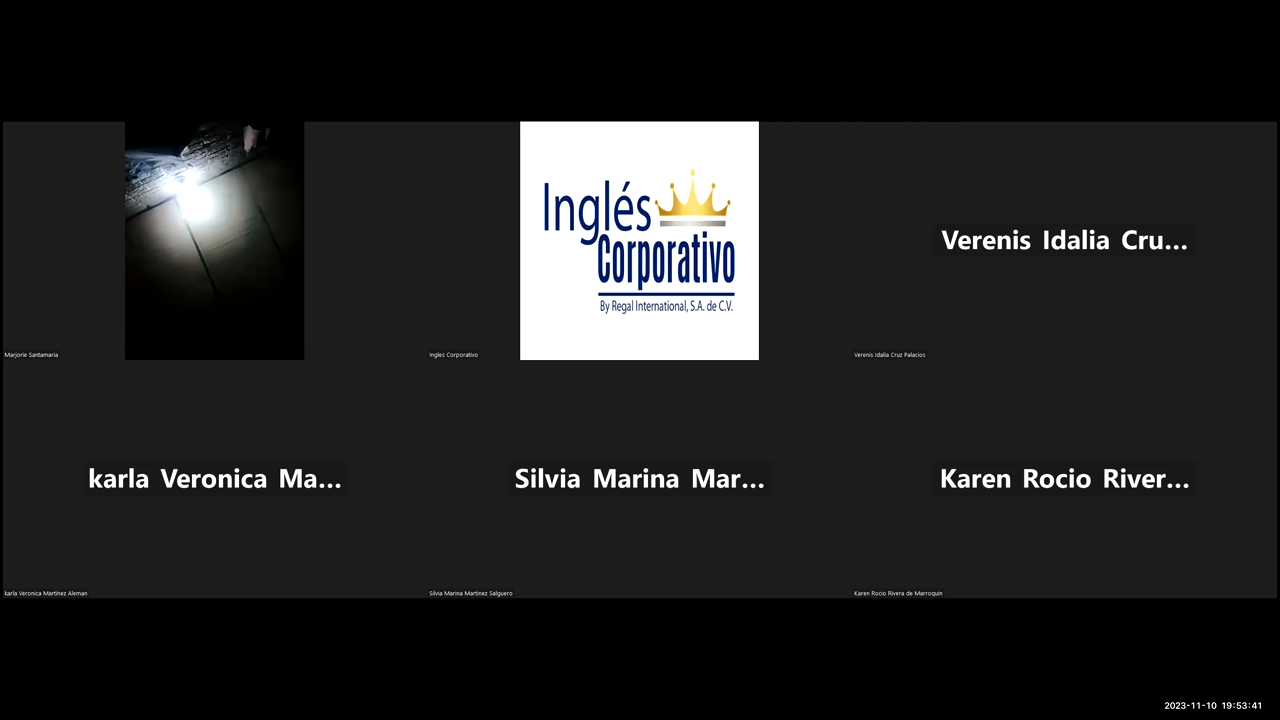 Inglés
Corporativo
By Regal International, S.A. de C.V.
Verenis Idalia Cru...
Marjorie Santamaria
Ingles Corporativo
Verenis Idalia Cruz Palacios
karla Veronica Ma...
Silvia Marina Mar...
Karen Rocio River...
karla Veronica Martínez Aleman
Silvia Marina Martinez Salguero
Karen Rocio Rivera de Marroquin
2023-11-10 19:53:41